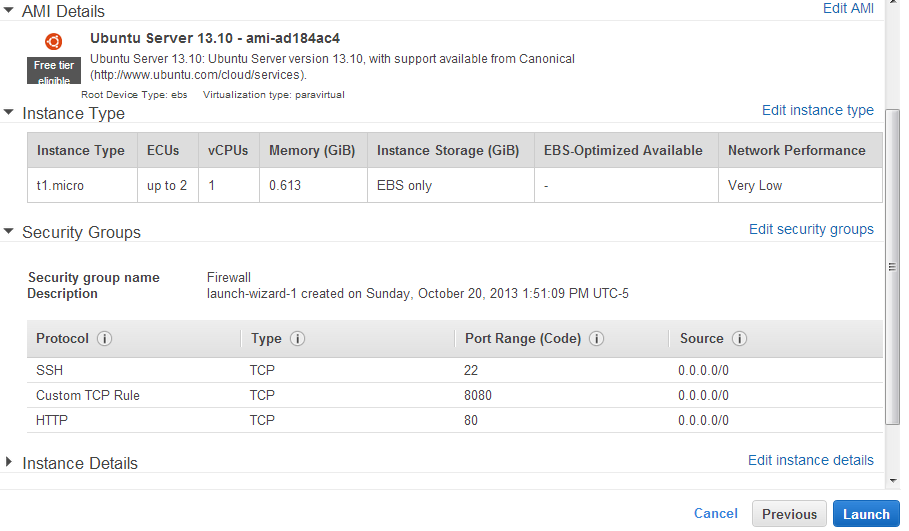 AMI Details Edit AMI
Ubuntu Server 13.10 - ami-ad184ac4
Free tier eligible
Ubuntu Server 13.10: Ubuntu Server version 13.10, with support available from Canonical
(http://www.ubuntu.com/cloud/services).
Root Device Type: ebs Virtualization type: paravirtual
Instance Type Edit instance type
Instance Type ECUs vCPUs Memory (GiB) Instance Storage (GiB) EBS-Optimized Available Network Performance
t1.micro up to 2 1 0.613 EBS only - Very Low
Security Groups Edit security groups
Security group name Firewall
Description launch-wizard-1 created on Sunday, October 20, 2013 1:51:09 PM UTC-5
Protocol i Type i Port Range (Code) i Source i
SSH TCP 22 0.0.0.0/0
Custom TCP Rule TCP 8080 0.0.0.0/0
HTTP TCP 80 0.0.0.0/0
Instance Details Edit instance details
Cancel Previous Launch